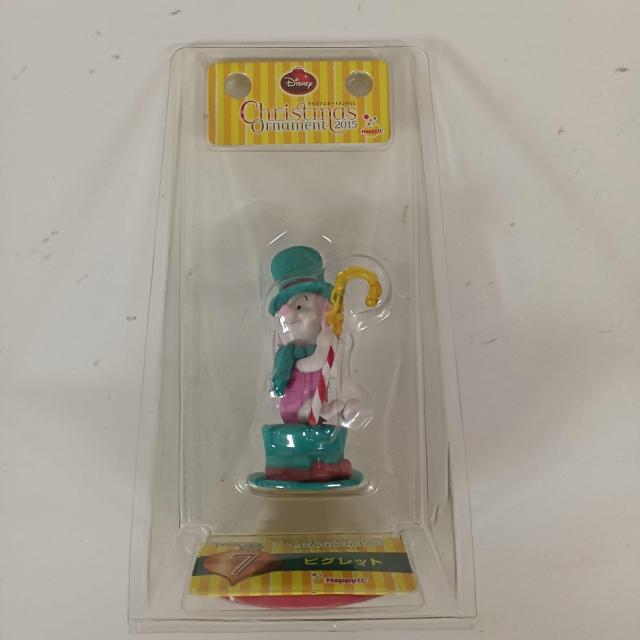 Disney
クリスマスオーナメントくじ
Christmas
Ornament 2015
Happyくじ
7
ピグレット
Happyくじ